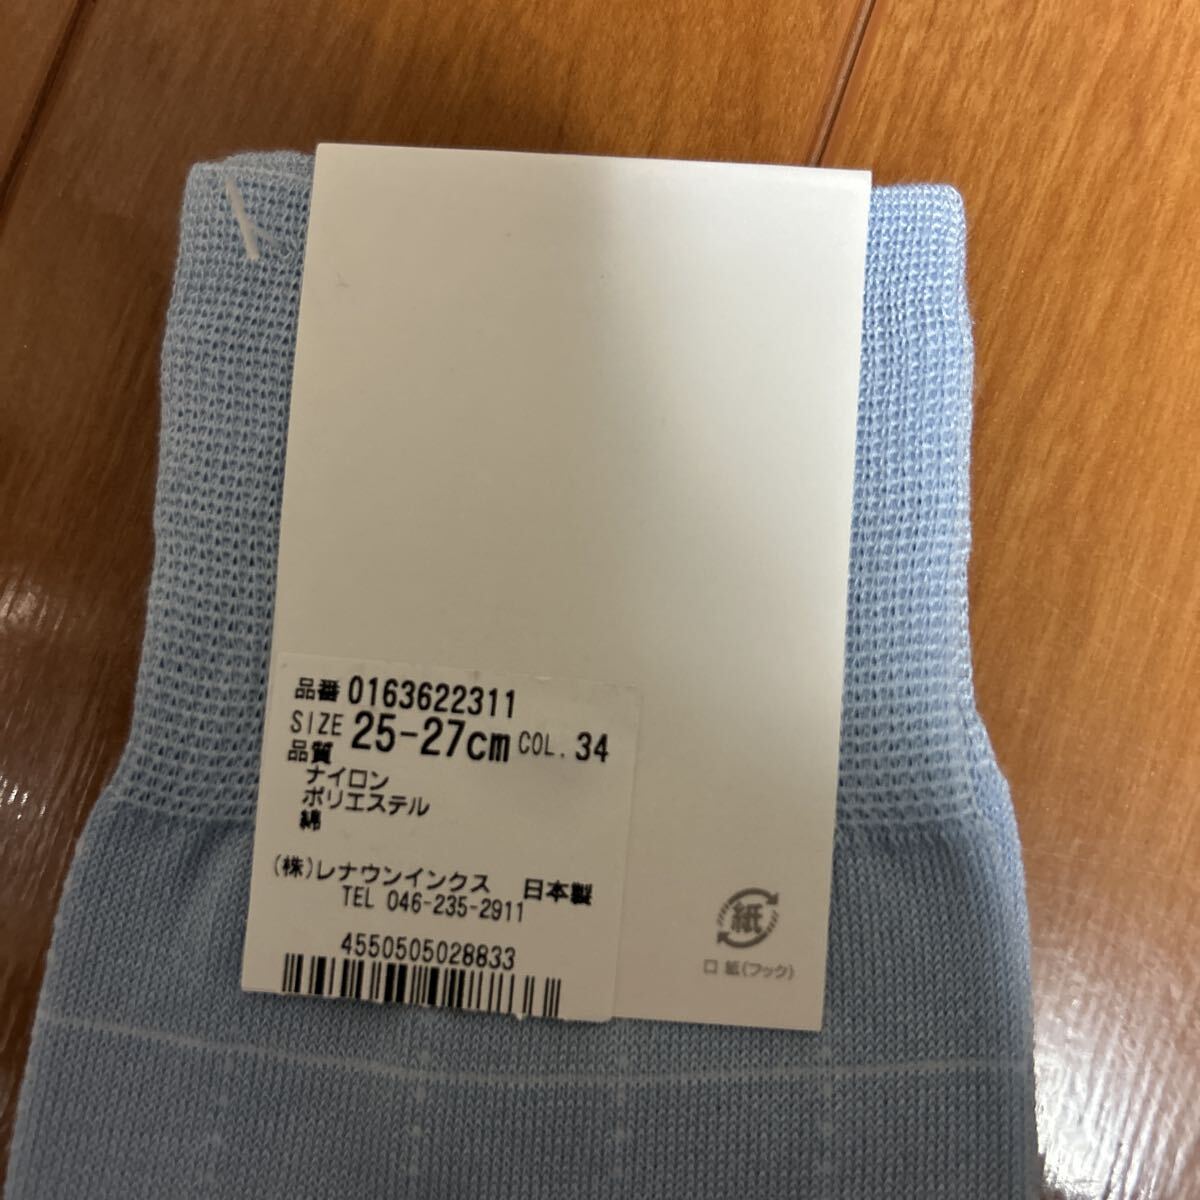 品番 0163622311
SIZE 25-27cm COL. 34
品質
ナイロン
ポリエステル
綿
(株)レナウンインクス 日本製
TEL 046-235-2911
4550505028833
紙
口紙(フック)